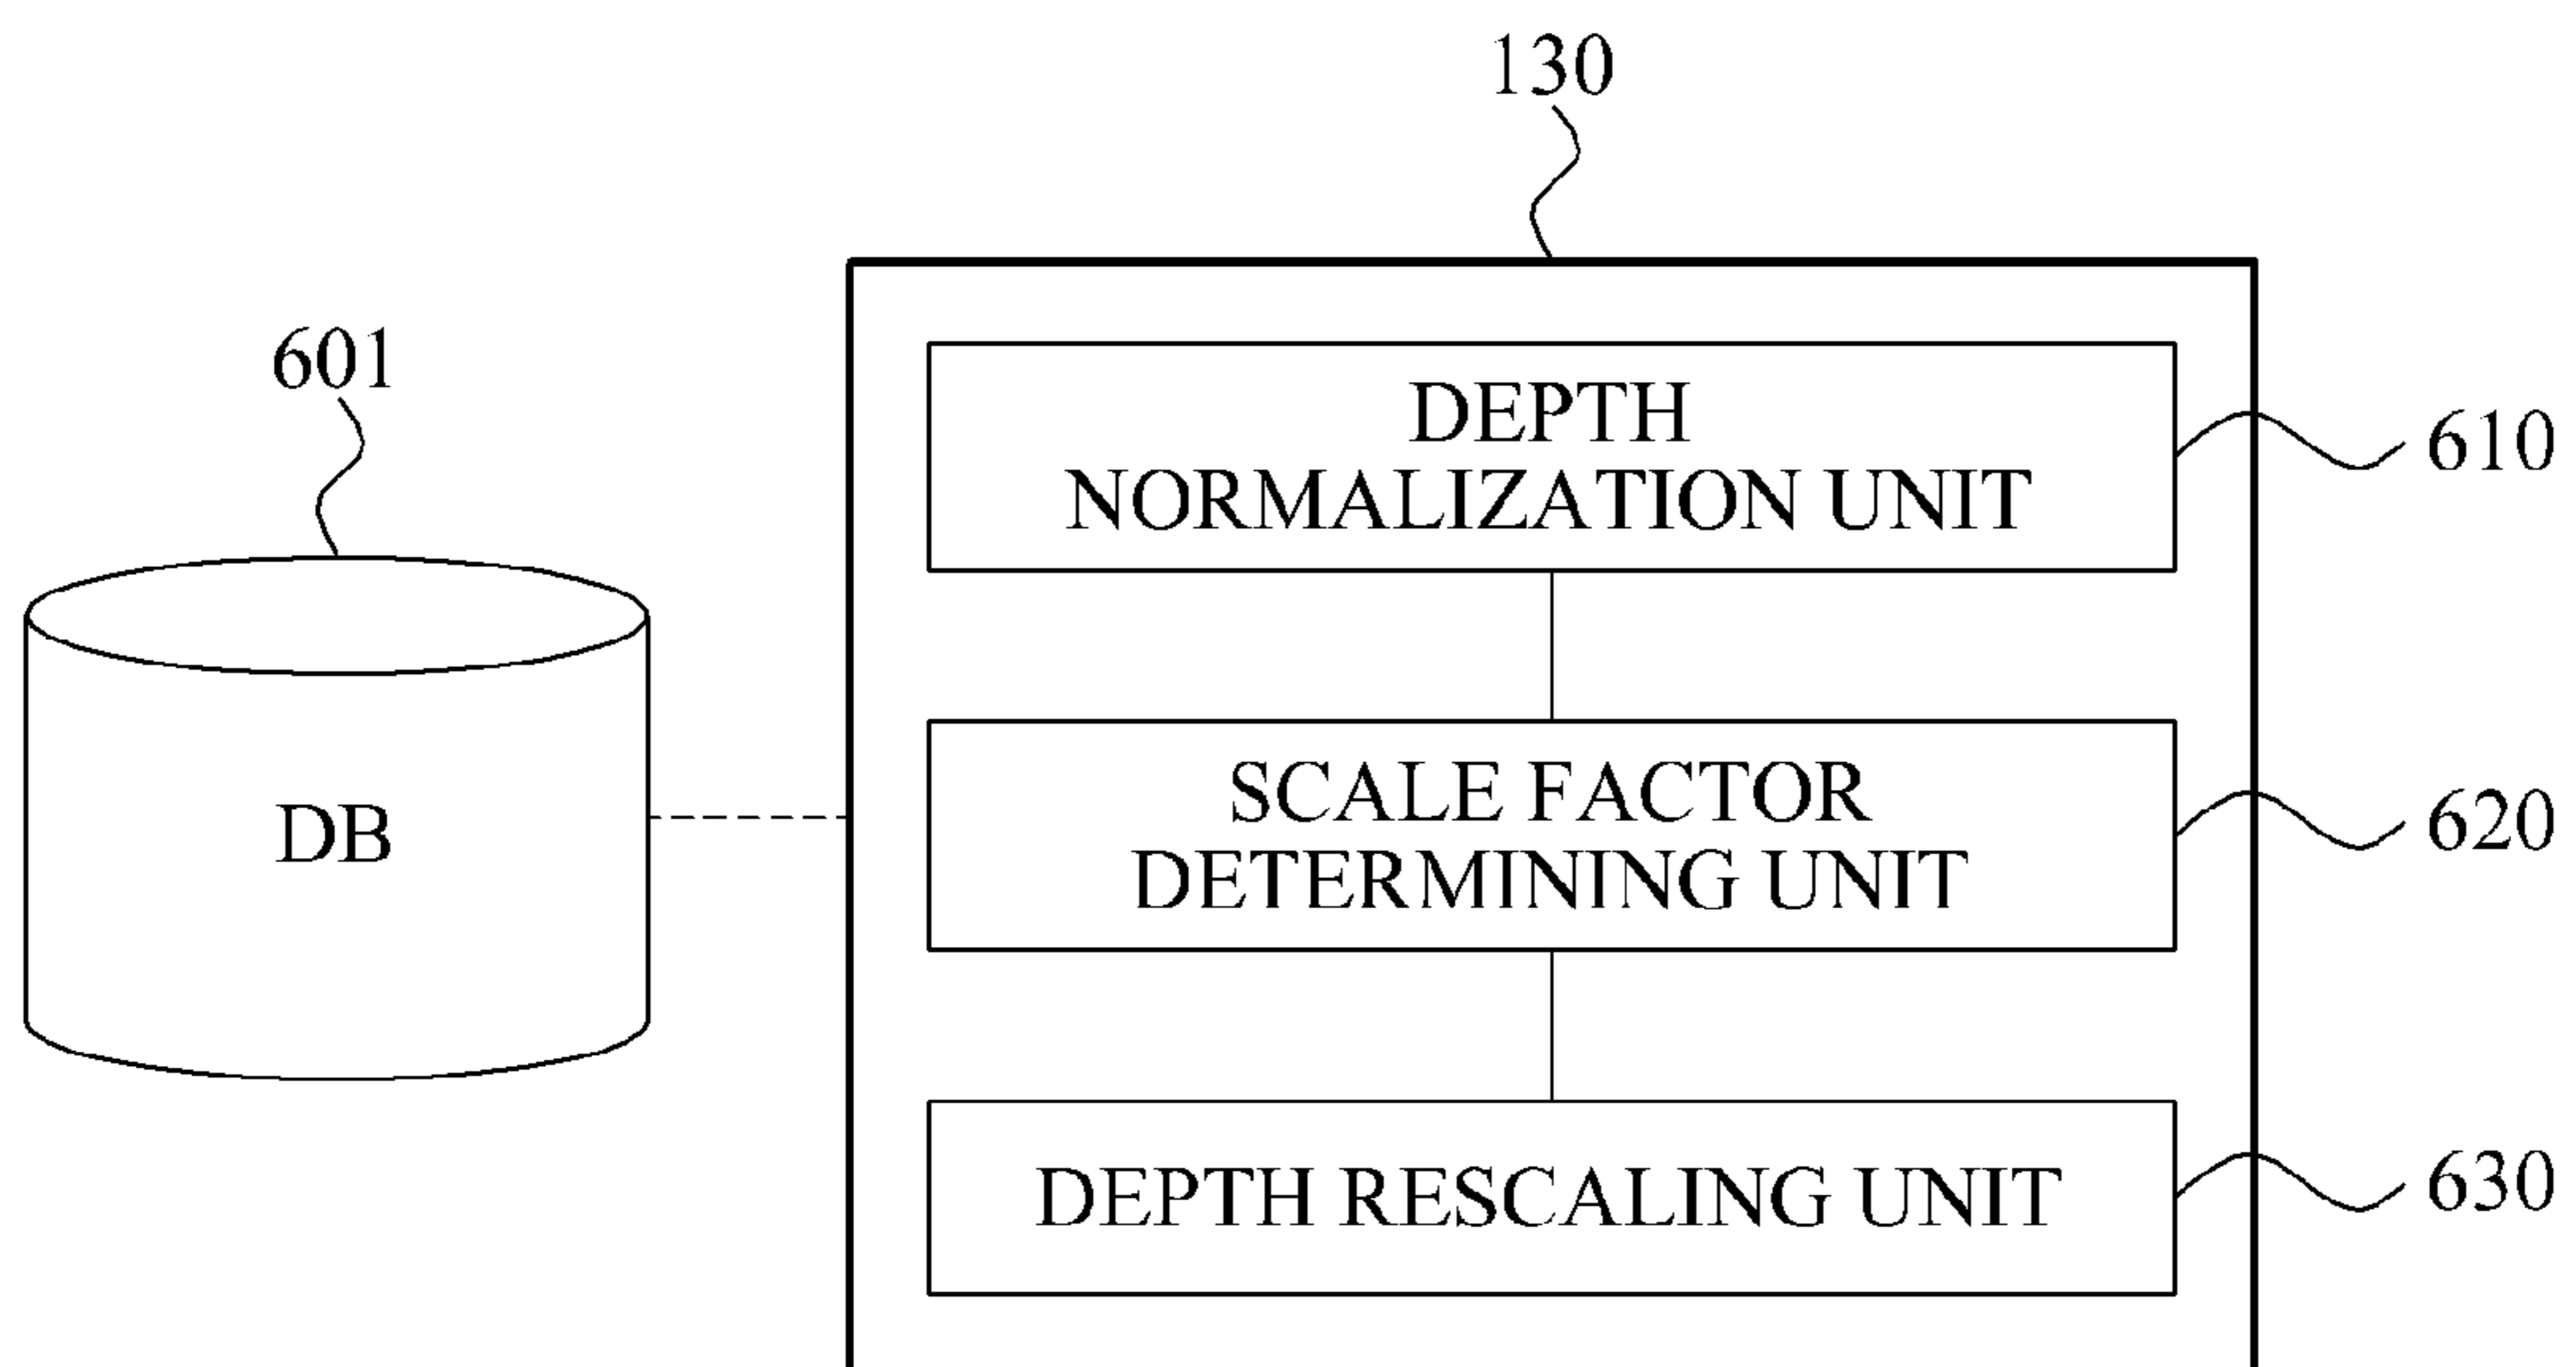 130
601
DEPTH
NORMALIZATION UNIT
610
SCALE FACTOR
DETERMINING UNIT
620
DB
DEPTH RESCALING UNIT
630